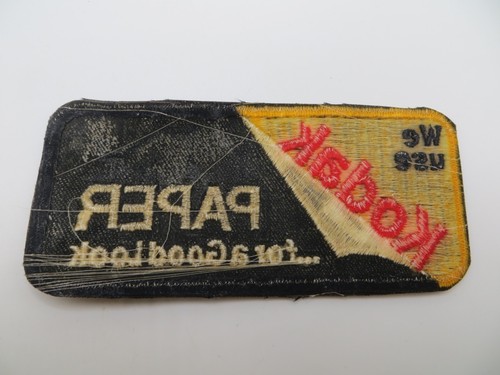 We
use
Kodak
PAPER
...for a Good look